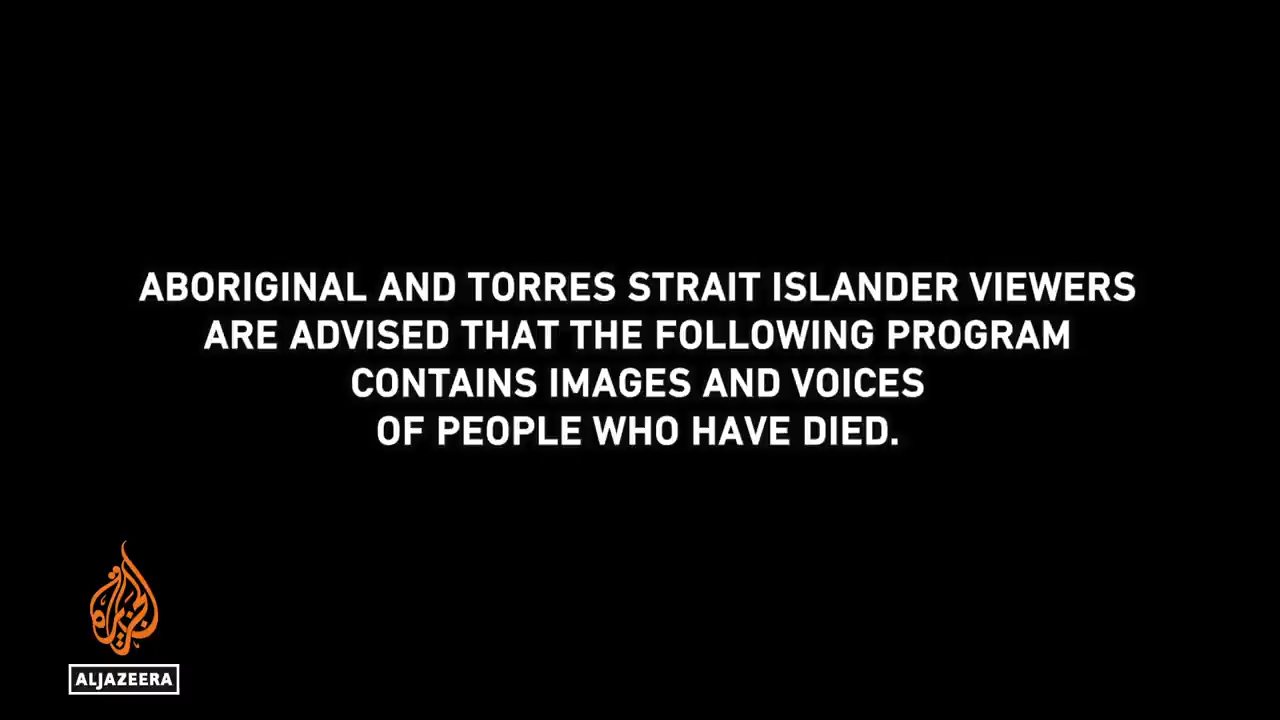 ABORIGINAL AND TORRES STRAIT ISLANDER VIEWERS
ARE ADVISED THAT THE FOLLOWING PROGRAM
CONTAINS IMAGES AND VOICES
OF PEOPLE WHO HAVE DIED.
الجزيرة
ALJAZEERA